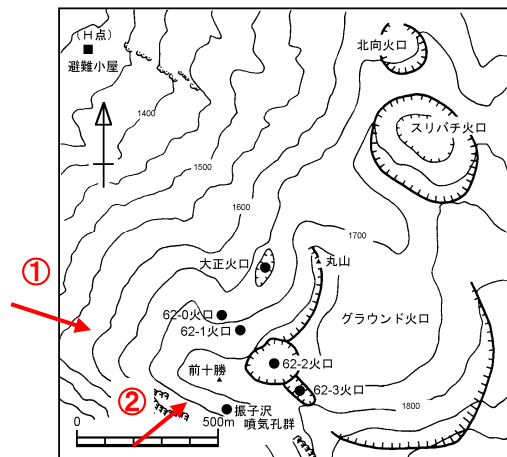 (H点)
避難小屋
北向火口
スリバチ火口
1400
1500
1600
1700
大正火口
丸山
①
62-0火口
62-1火口
グラウンド火口
62-2火口
前十勝
62-3火口
②
振子沢
噴気孔群
1800
0 500m